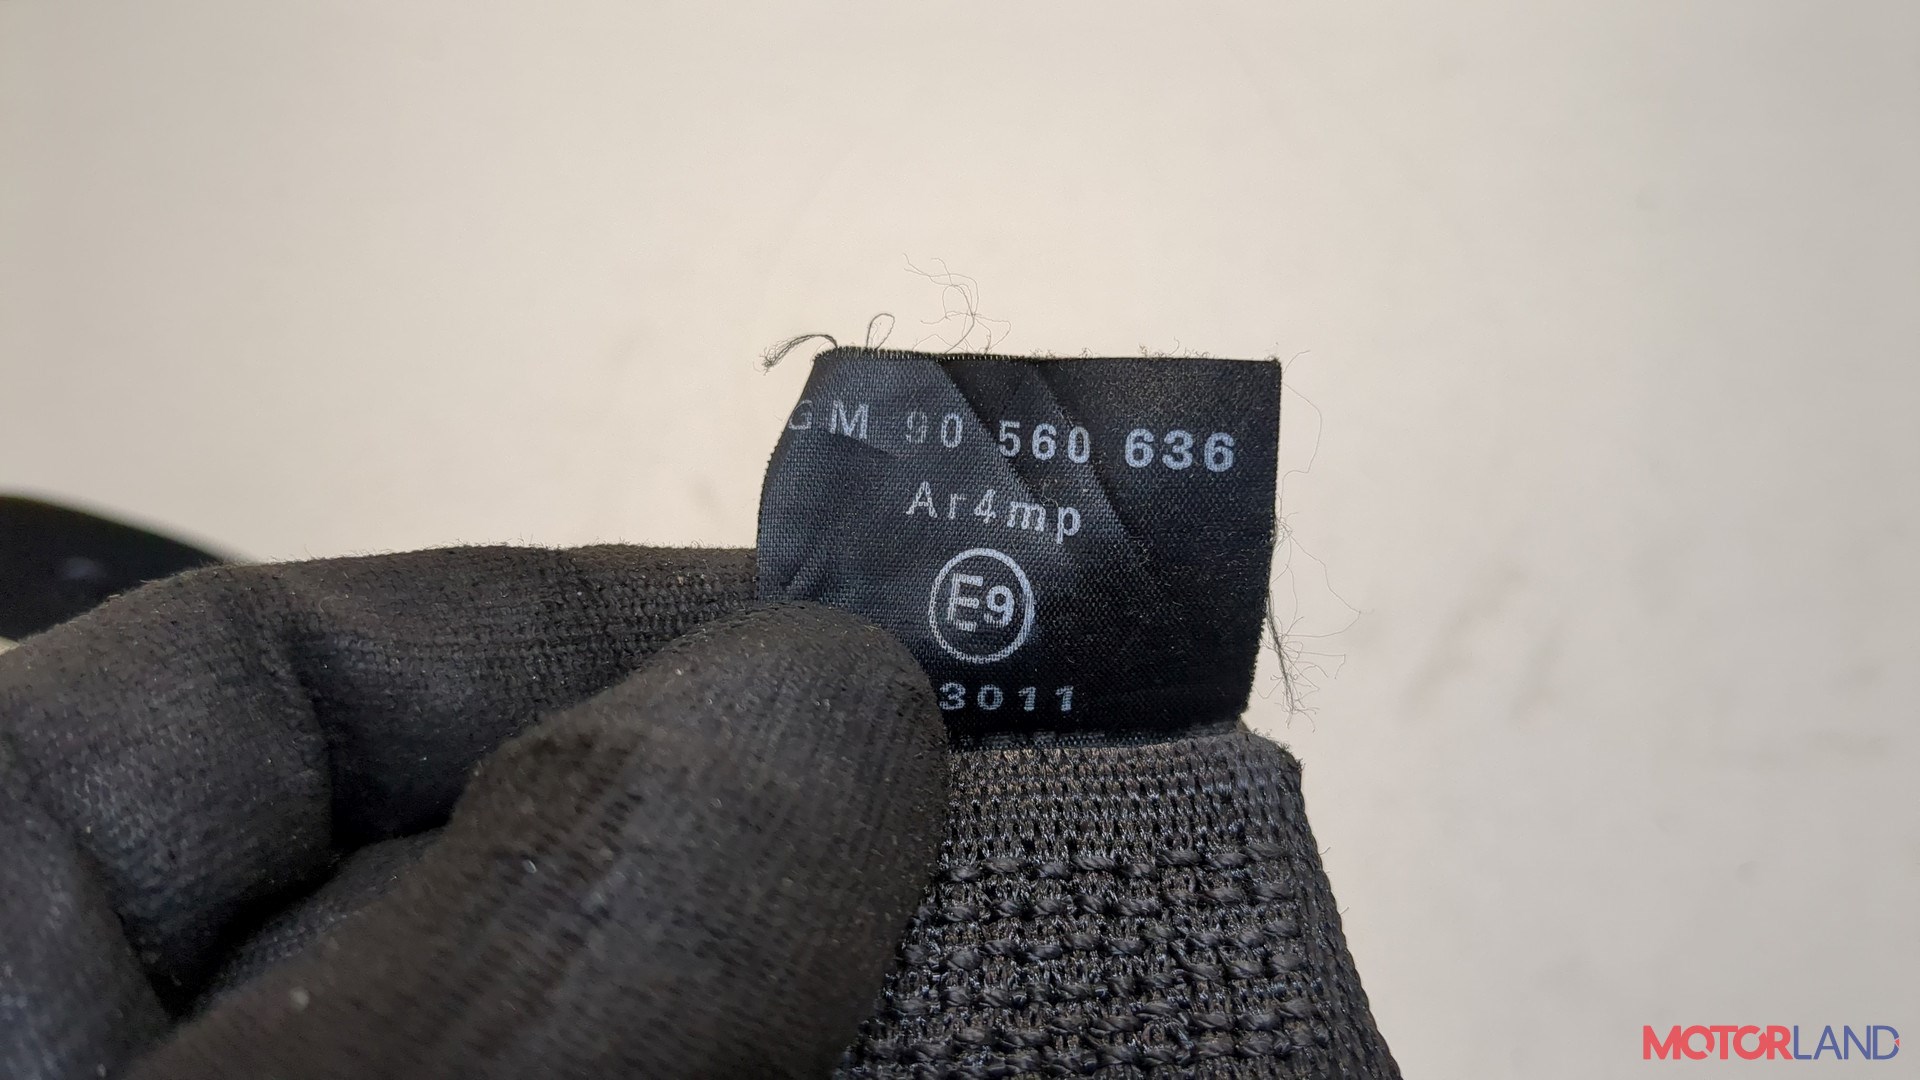 GM 90 560 636
Ar4mp
E9
3011
MOTORLAND